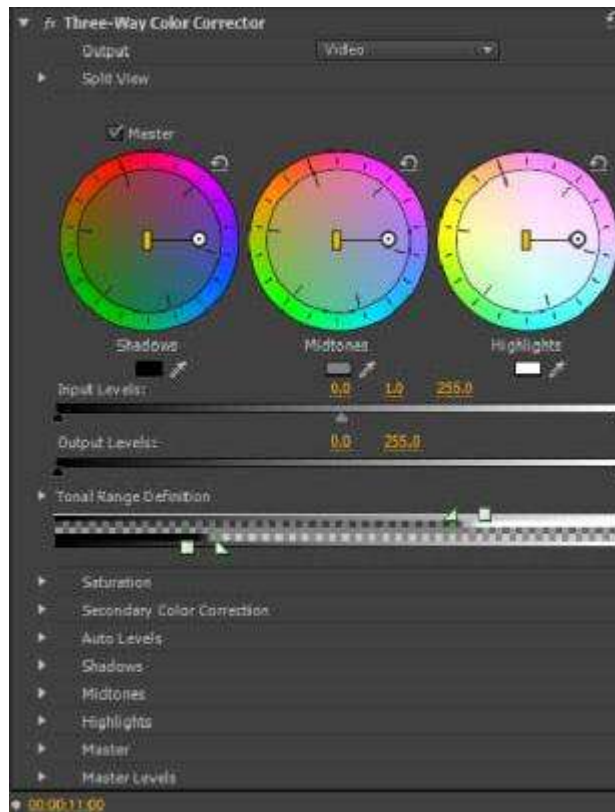 fx Three-Way Color Corrector
Output Video
Split View
Master
Shadows Midtones Highlights
Input Levels: 0.0 1.0 255.0
Output Levels: 0.0 255.0
Tonal Range Definition
Saturation
Secondary Color Correction
Auto Levels
Shadows
Midtones
Highlights
Master
Master Levels
00:00:11:00